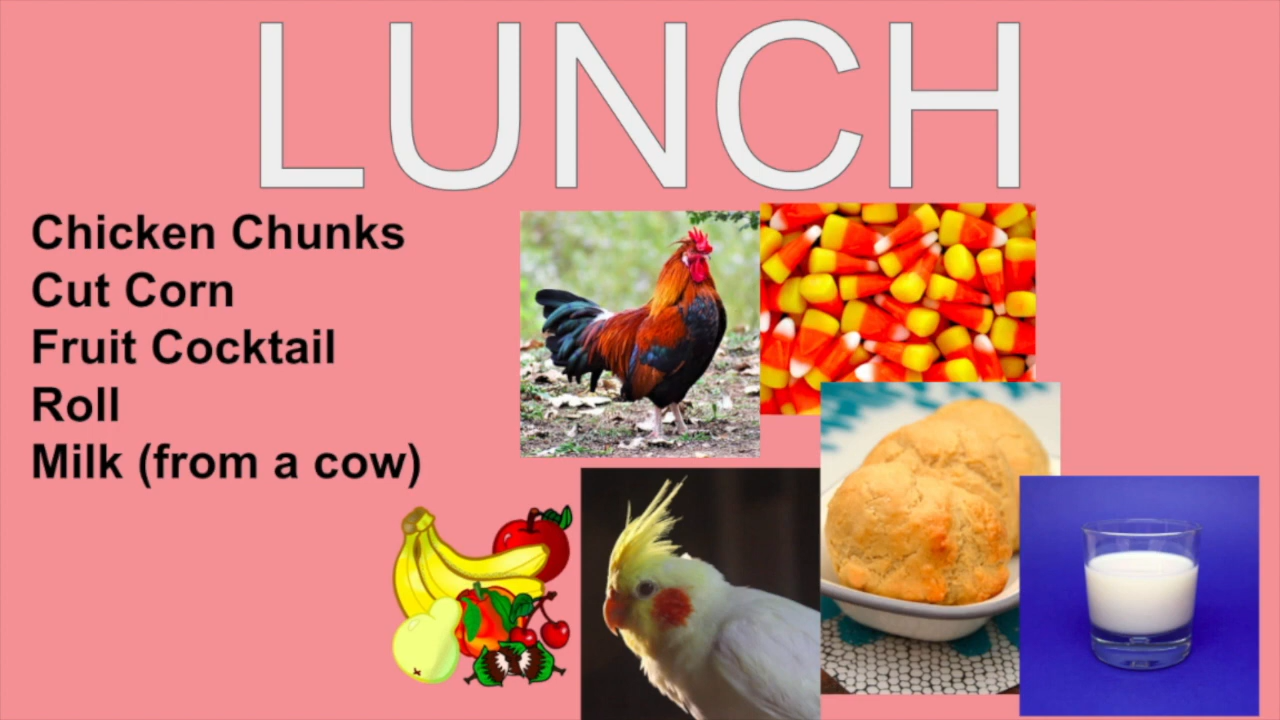 LUNCH
Chicken Chunks
Cut Corn
Fruit Cocktail
Roll
Milk (from a cow)